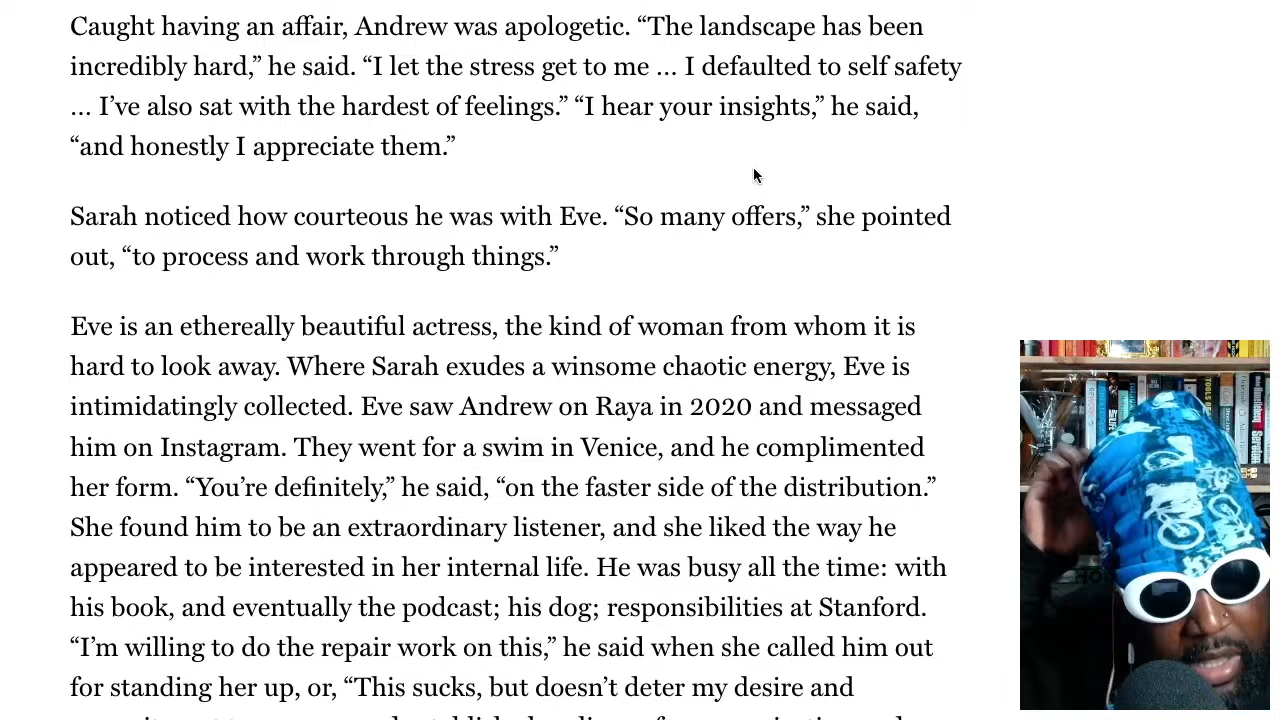 Caught having an affair, Andrew was apologetic. “The landscape has been
incredibly hard,” he said. “I let the stress get to me … I defaulted to self safety
… I’ve also sat with the hardest of feelings.” “I hear your insights,” he said,
“and honestly I appreciate them.”
Sarah noticed how courteous he was with Eve. “So many offers,” she pointed
out, “to process and work through things.”
Eve is an ethereally beautiful actress, the kind of woman from whom it is
hard to look away. Where Sarah exudes a winsome chaotic energy, Eve is
intimidatingly collected. Eve saw Andrew on Raya in 2020 and messaged
him on Instagram. They went for a swim in Venice, and he complimented
her form. “You’re definitely,” he said, “on the faster side of the distribution.”
She found him to be an extraordinary listener, and she liked the way he
appeared to be interested in her internal life. He was busy all the time: with
his book, and eventually the podcast; his dog; responsibilities at Stanford.
“I’m willing to do the repair work on this,” he said when she called him out
for standing her up, or, “This sucks, but doesn’t deter my desire and